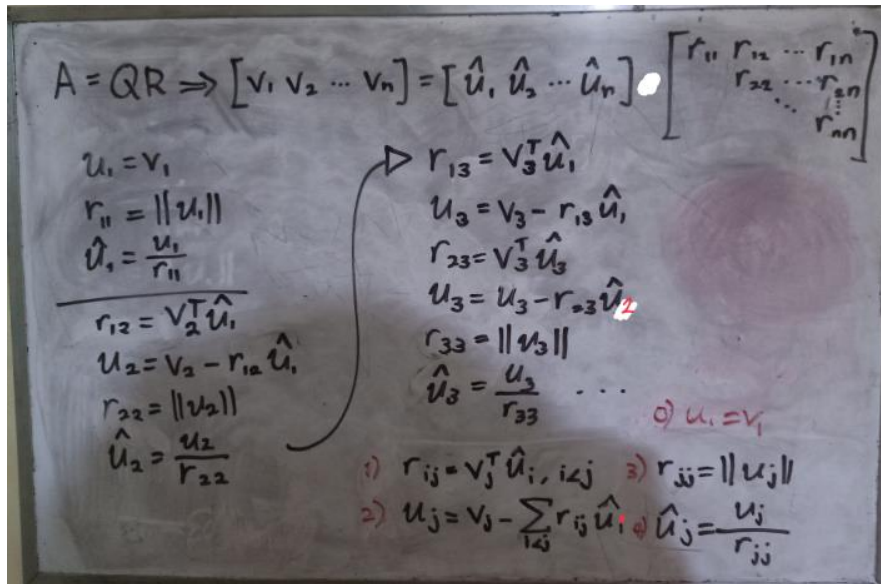 A = QR ⇒ [v₁ v₂ ⋯ vₙ] = [û₁ û₂ ⋯ ûₙ] · [r₁₁ r₁₂ ⋯ r₁ₙ
r₂₂ ⋯ r₂ₙ
⋱ ⋮
rₙₙ]
u₁ = v₁
r₁₁ = ||u₁||
û₁ = u₁/r₁₁
r₁₂ = v₂ᵀû₁
u₂ = v₂ - r₁₂û₁
r₂₂ = ||u₂||
û₂ = u₂/r₂₂
r₁₃ = v₃ᵀû₁
u₃ = v₃ - r₁₃û₁
r₂₃ = v₃ᵀû₃
u₃ = u₃ - r₂₃û₂
r₃₃ = ||u₃||
û₃ = u₃/r₃₃ ⋯
0) u₁ = v₁
1) rᵢⱼ = vⱼᵀûᵢ, i<j
2) uⱼ = vⱼ - ∑_{i<j} rᵢⱼûᵢ
3) rⱼⱼ = ||uⱼ||
4) ûⱼ = uⱼ/rⱼⱼ